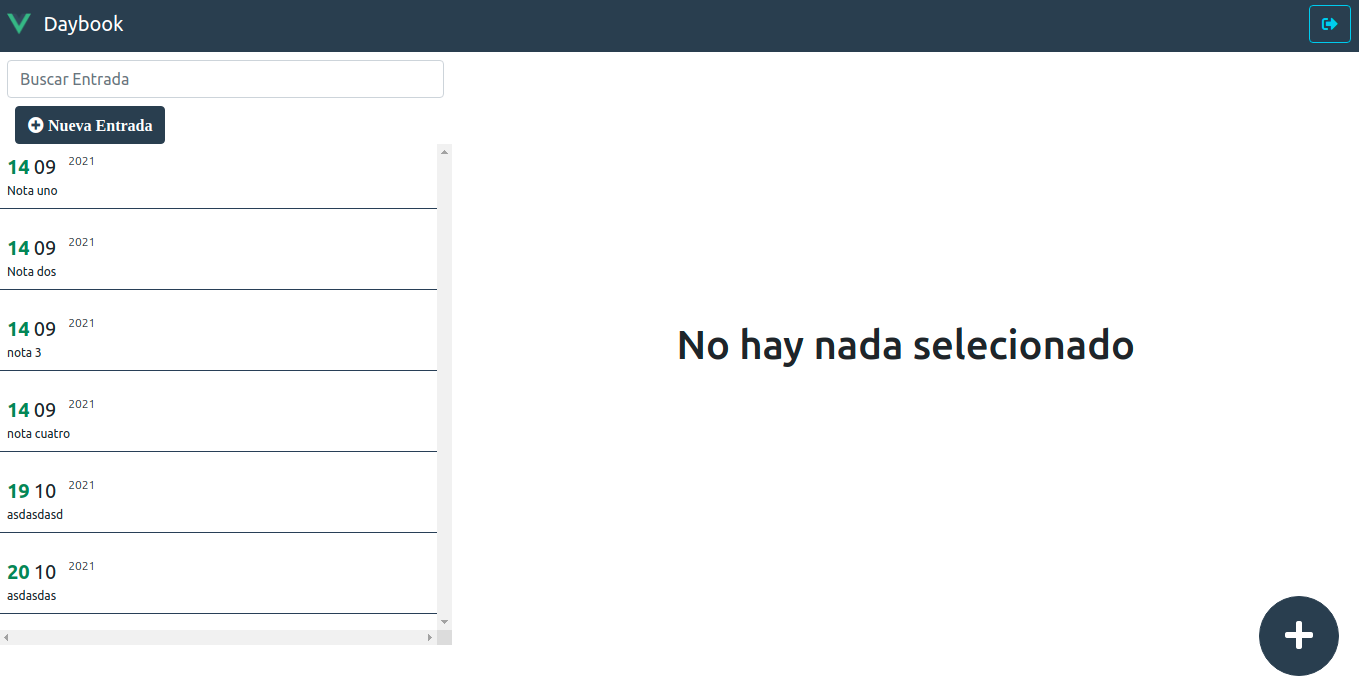 Daybook
Buscar Entrada
Nueva Entrada
14 09 2021
Nota uno
14 09 2021
Nota dos
14 09 2021
nota 3
14 09 2021
nota cuatro
19 10 2021
asdasdasd
20 10 2021
asdasdas
No hay nada selecionado